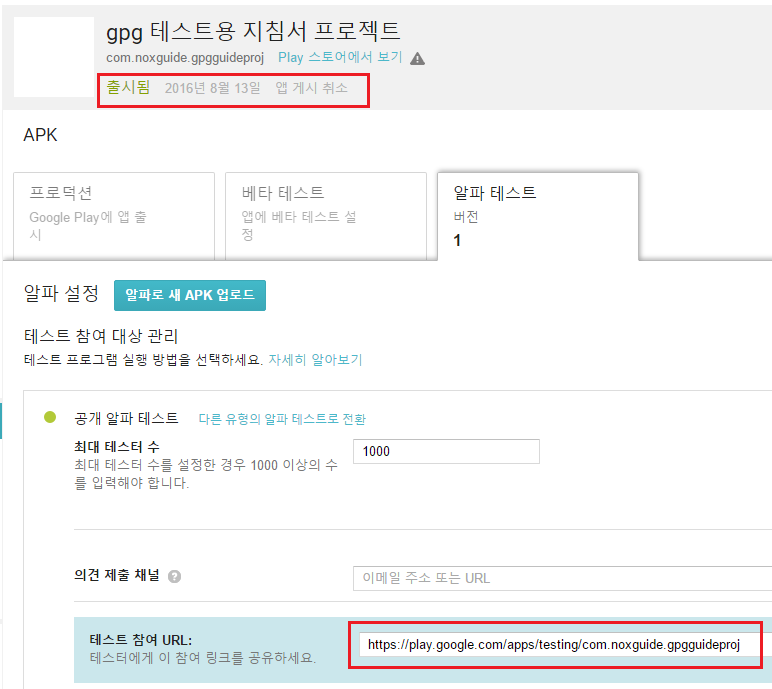 gpg 테스트용 지침서 프로젝트
com.noxguide.gpgguideproj Play 스토어에서 보기
출시됨 2016년 8월 13일 앱 게시 취소
APK
프로덕션
Google Play에 앱 출
시
베타 테스트
앱에 베타 테스트 설
정
알파 테스트
버전
1
알파 설정 알파로 새 APK 업로드
테스트 참여 대상 관리
테스트 프로그램 실행 방법을 선택하세요. 자세히 알아보기
공개 알파 테스트 다른 유형의 알파 테스트로 전환
최대 테스터 수 1000
최대 테스터 수를 설정한 경우 1000 이상의 수
를 입력해야 합니다.
의견 제출 채널 ? 이메일 주소 또는 URL
테스트 참여 URL: https://play.google.com/apps/testing/com.noxguide.gpgguideproj
테스터에게 이 참여 링크를 공유하세요.